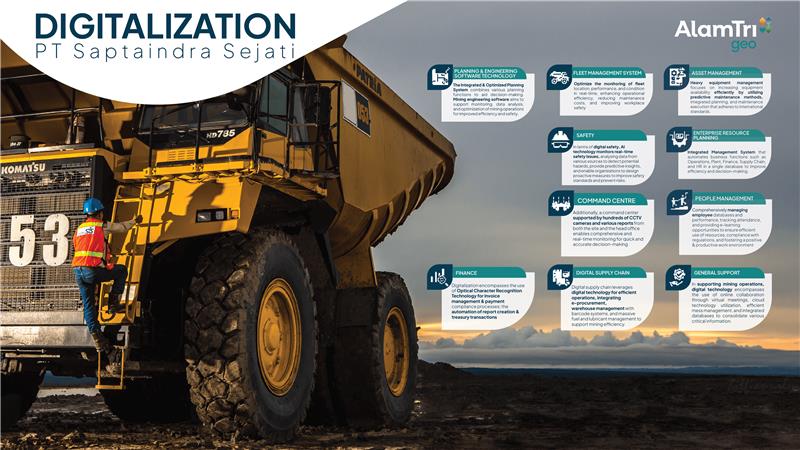 DIGITALIZATION
PT Saptaindra Sejati
AlamTri
geo
HD785
KOMATSU
53
PLANNING & ENGINEERING
SOFTWARE TECHNOLOGY
The Integrated & Optimized Planning
System combines various planning
functions to aid decision-making.
Mining engineering software aims to
support monitoring, data analysis,
and optimization of mining operations
for improved efficiency and safety.
FLEET MANAGEMENT SYSTEM
Optimize the monitoring of fleet
location, performance, and condition
in real-time, enhancing operational
efficiency, reducing maintenance
costs, and improving workplace
safety.
ASSET MANAGEMENT
Heavy equipment management
focuses on increasing equipment
availability efficiently by utilizing
predictive maintenance methods,
integrated planning, and maintenance
execution that adheres to international
standards.
SAFETY
In terms of digital safety, AI
technology monitors real-time
safety issues, analyzing data from
various sources to detect potential
hazards, provide predictive insights,
and enable organizations to design
proactive measures to improve safety
standards and prevent risks.
ENTERPRISE RESOURCE
PLANNING
Integrated Management System that
automates business functions such as
Operations, Plant, Finance, Supply Chain,
and HR in a single database to improve
efficiency and decision-making.
COMMAND CENTRE
Additionally, a command center
supported by hundreds of CCTV
cameras and various reports from
both the site and the head office
enables comprehensive and
real-time monitoring for quick and
accurate decision-making
PEOPLE MANAGEMENT
Comprehensively managing
employee databases and
performance, tracking attendance,
and providing e-learning
opportunities to ensure efficient
use of resources, compliance with
regulations, and fostering a positive
& productive work environment
FINANCE
Digitalization encompasses the use
of Optical Character Recognition
Technology for invoice
management & payment
compliance processes; the
automation of report creation &
treasury transactions
DIGITAL SUPPLY CHAIN
Digital supply chain leverages
digital technology for efficient
operations, integrating
e-procurement,
warehouse management with
barcode systems, and massive
fuel and lubricant management to
support mining efficiency.
GENERAL SUPPORT
In supporting mining operations,
digital technology encompasses
the use of online collaboration
through virtual meetings, cloud
technology utilization, efficient
mess management, and integrated
databases to consolidate various
critical information.